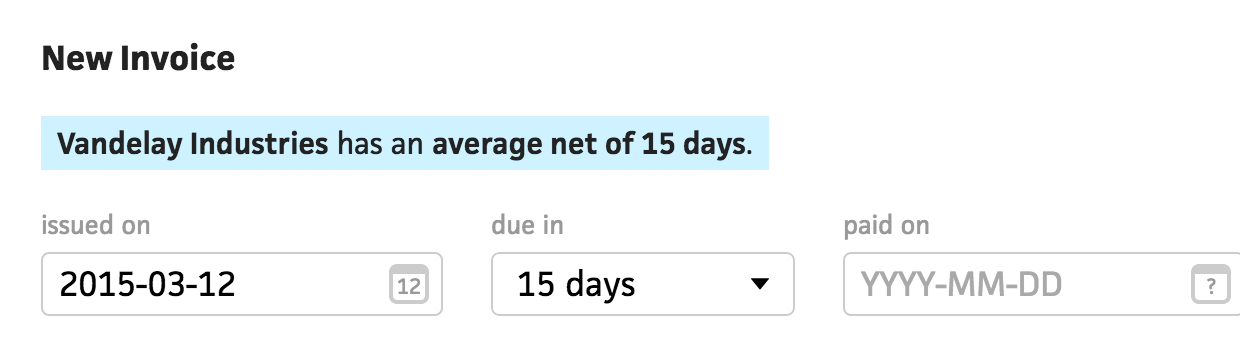 New Invoice
Vandelay Industries has an average net of 15 days.
issued on due in paid on
2015-03-12 12 15 days YYYY-MM-DD ?